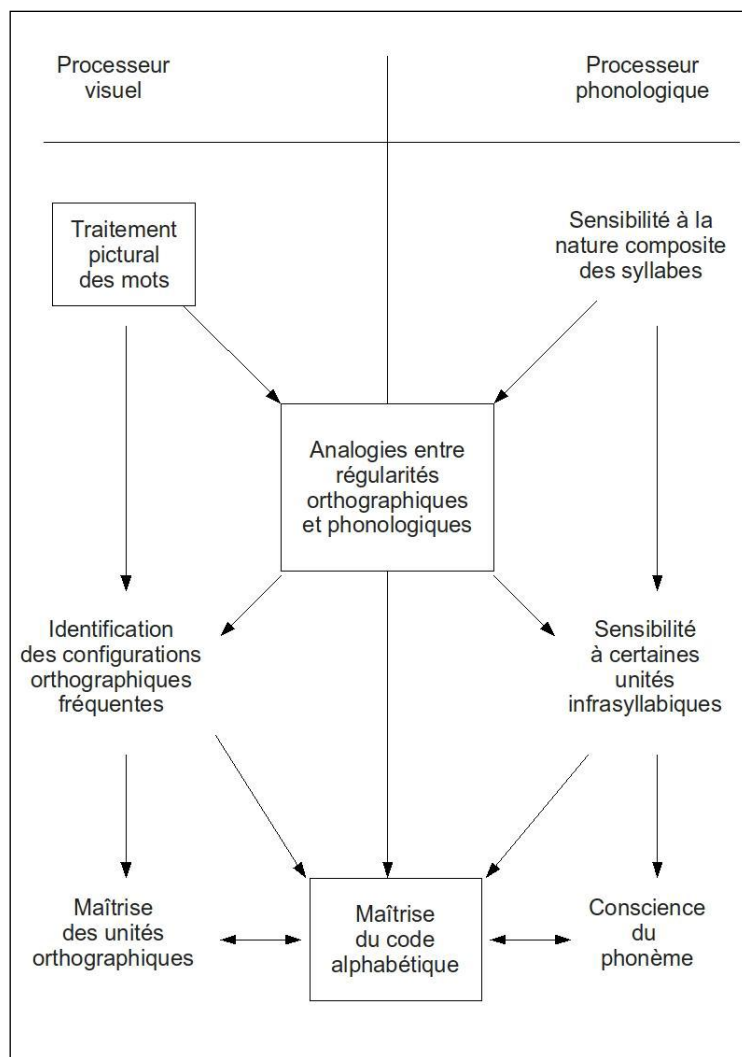 Processeur
visuel
Processeur
phonologique
Traitement
pictural
des mots
Sensibilité à la
nature composite
des syllabes
Analogies entre
régularités
orthographiques
et phonologiques
Identification
des configurations
orthographiques
fréquentes
Sensibilité
à certaines
unités
infrasyllabiques
Maîtrise
des unités
orthographiques
Maîtrise
du code
alphabétique
Conscience
du
phonème